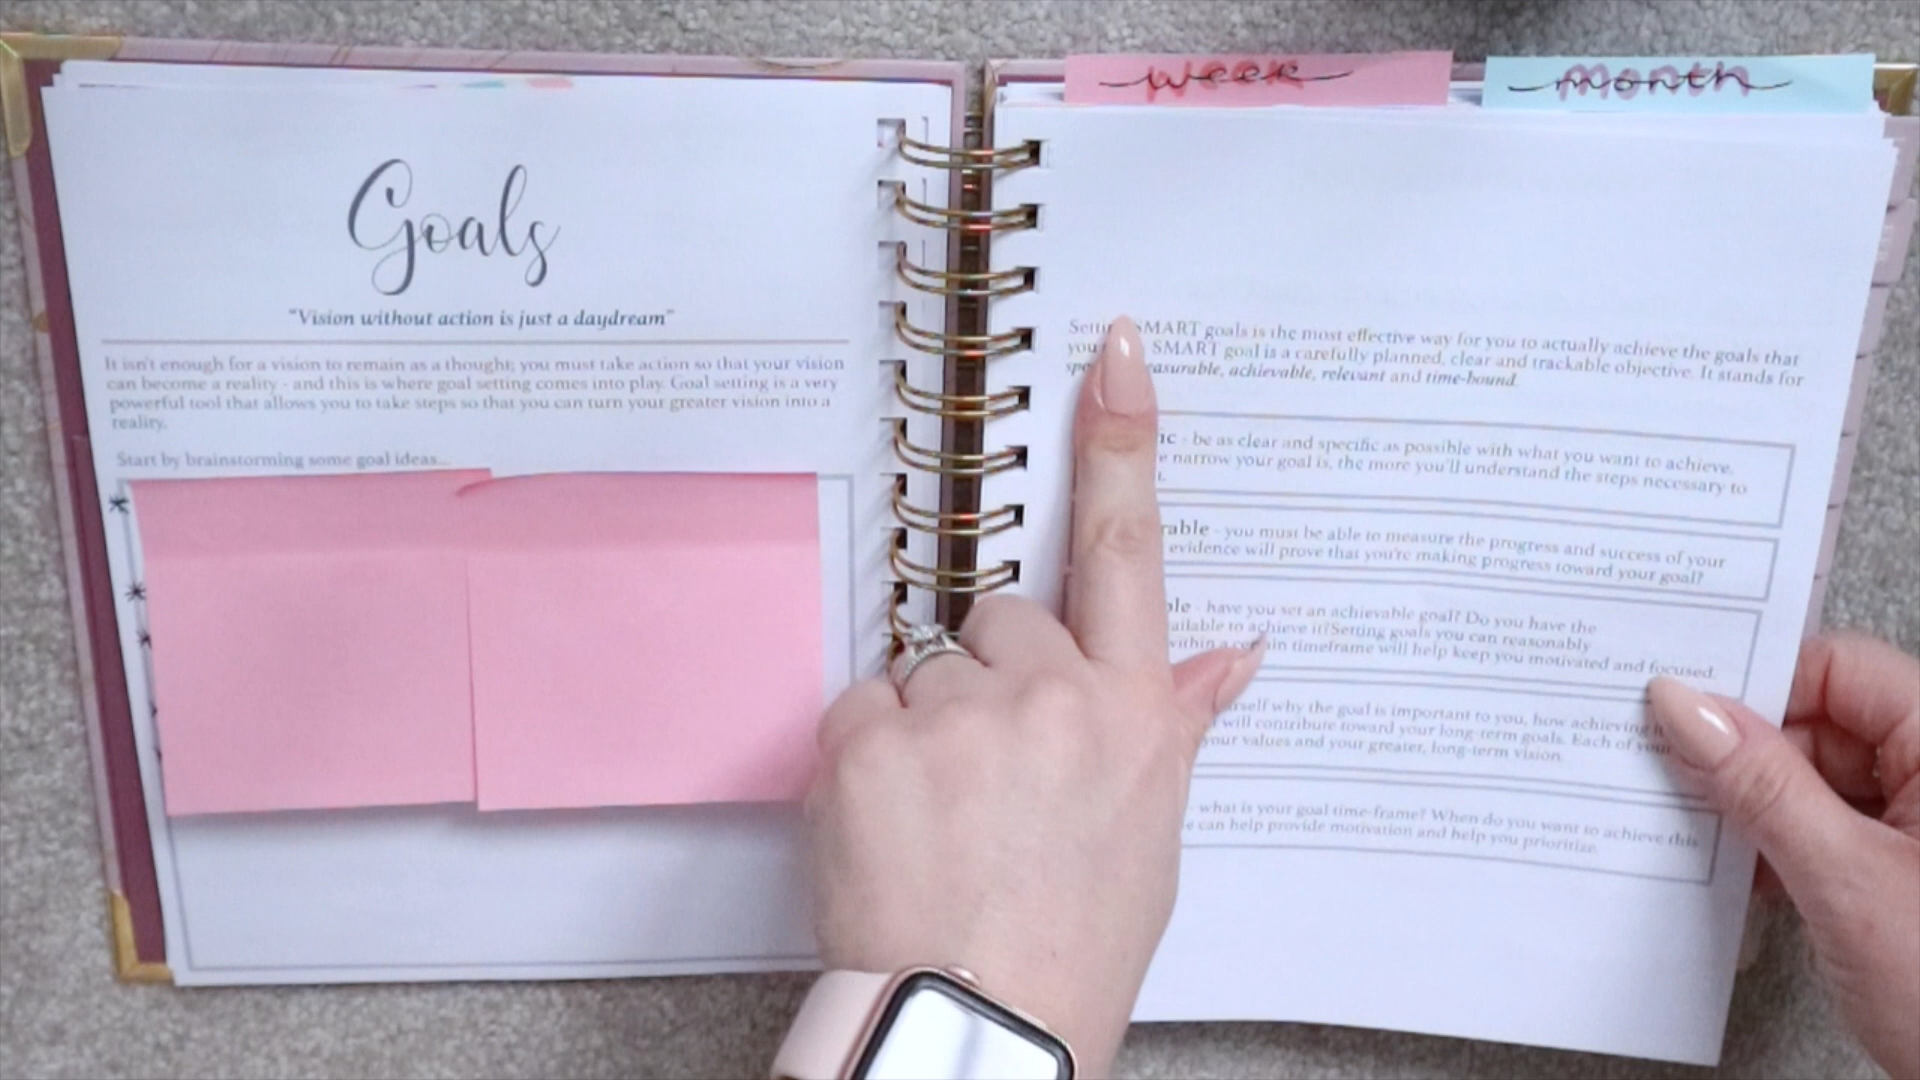 week
month
Goals
"Vision without action is just a daydream"
It isn't enough for a vision to remain as a thought; you must take action so that your vision
can become a reality - and this is where goal setting comes into play. Goal setting is a very
powerful tool that allows you to take steps so that you can turn your greater vision into a
reality.
Start by brainstorming some goal ideas...
SMART goals is the most effective way for you to actually achieve the goals that
you SMART goal is a carefully planned, clear and trackable objective. It stands for
achievable, relevant and time-bound.
- be as clear and specific as possible with what you want to achieve.
narrow your goal is, the more you'll understand the steps necessary to
- you must be able to measure the progress and success of your
evidence will prove that you're making progress toward your goal?
- have you set an achievable goal? Do you have the
to achieve it? Setting goals you can reasonably
within a certain timeframe will help keep you motivated and focused.
why the goal is important to you, how achieving it
will contribute toward your long-term goals. Each of your
your values and your greater, long-term vision.
- what is your goal time-frame? When do you want to achieve this
can help provide motivation and help you prioritize.